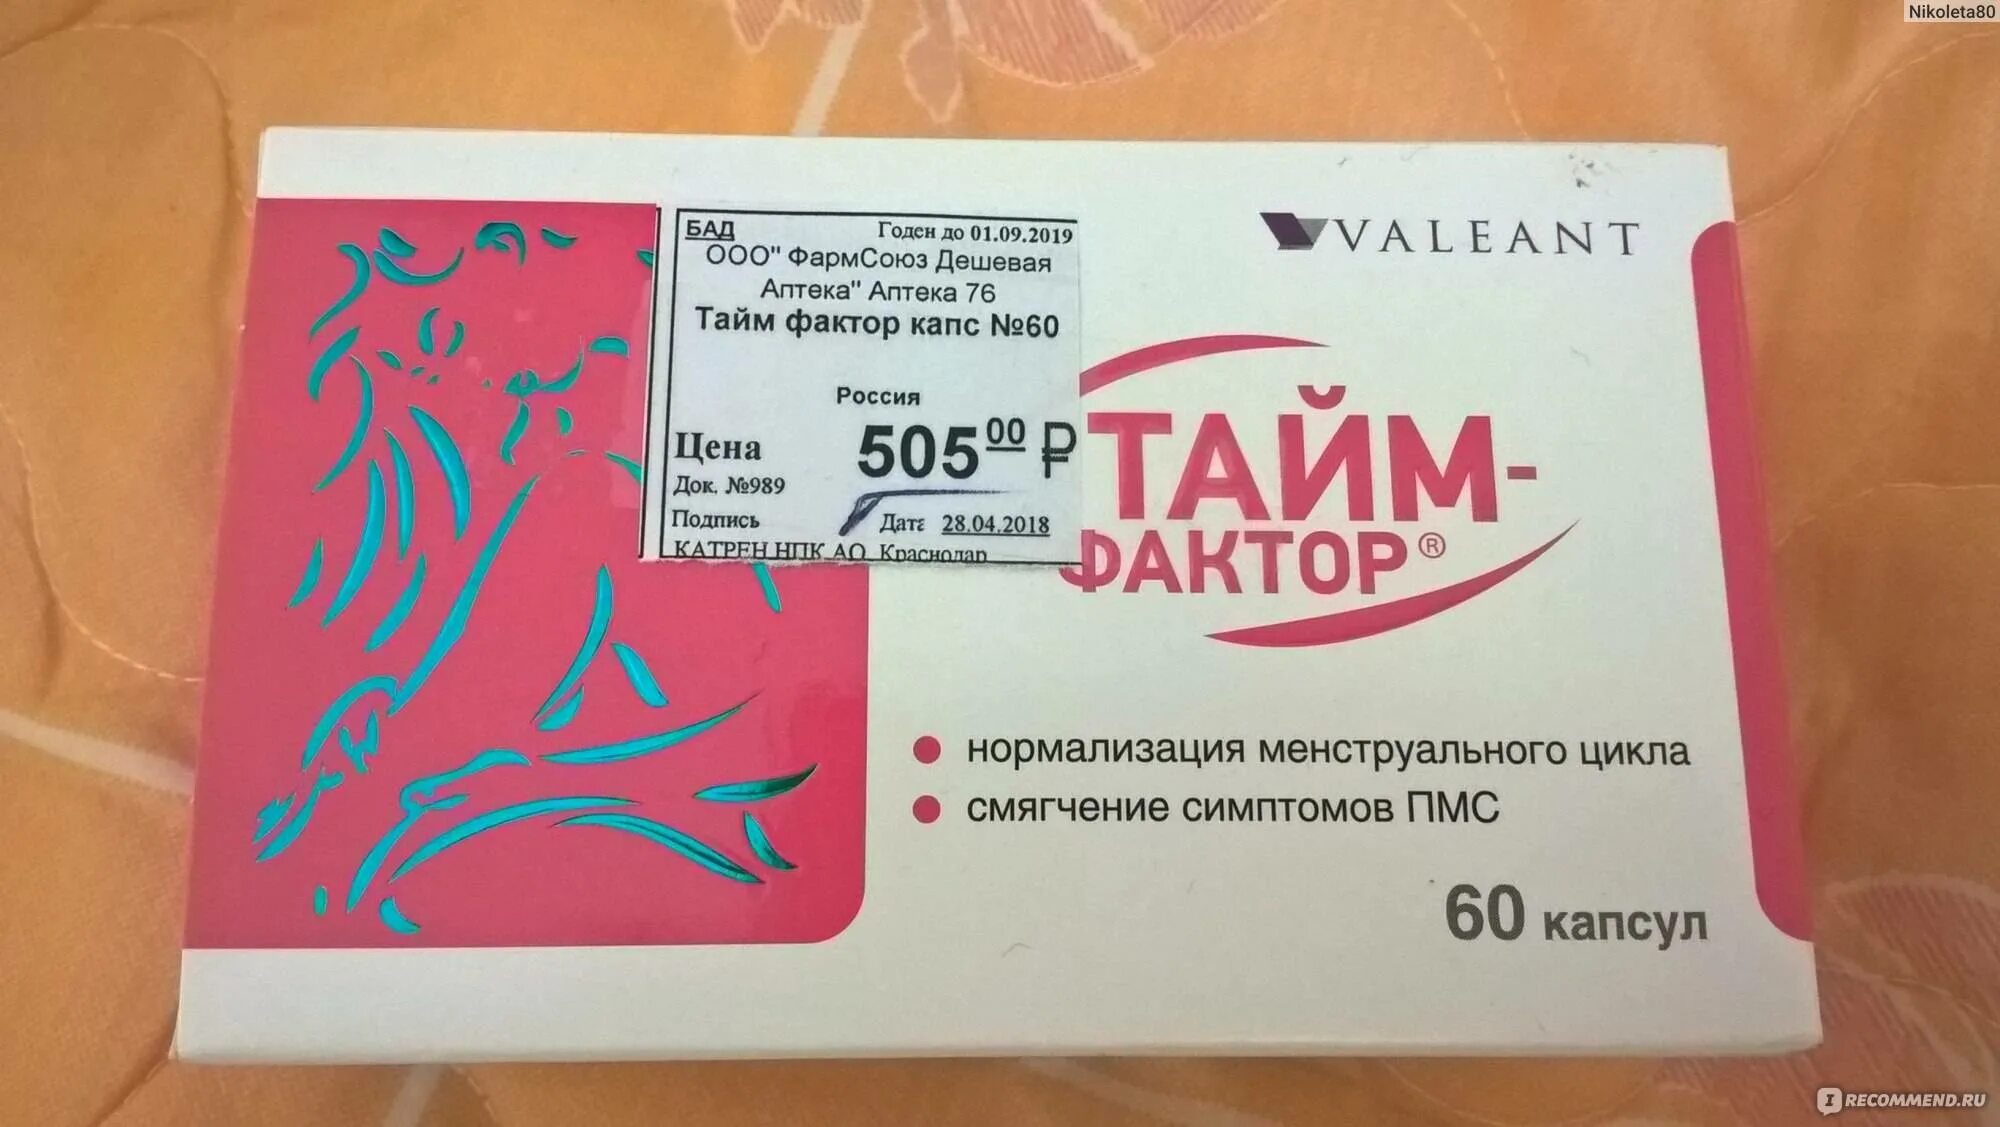 Nikoleta80
VALEANT
БАД Годен до 01.09.2019
ООО" ФармСоюз Дешевая
Аптека" Аптека 76
Тайм фактор капс №60
Россия
Цена 505 00 ₽
Док. №989
Подпись Дата 28.04.2018
КАТРЕН НПК АО Краснодар
ТАЙМ-
ФАКТОР®
нормализация менструального цикла
смягчение симптомов ПМС
60 капсул
IRECOMMEND.RU